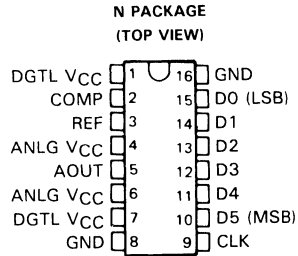 N PACKAGE
(TOP VIEW)
DGTL VCC 1 16 GND
COMP 2 15 D0 (LSB)
REF 3 14 D1
ANLG VCC 4 13 D2
AOUT 5 12 D3
ANLG VCC 6 11 D4
DGTL VCC 7 10 D5 (MSB)
GND 8 9 CLK